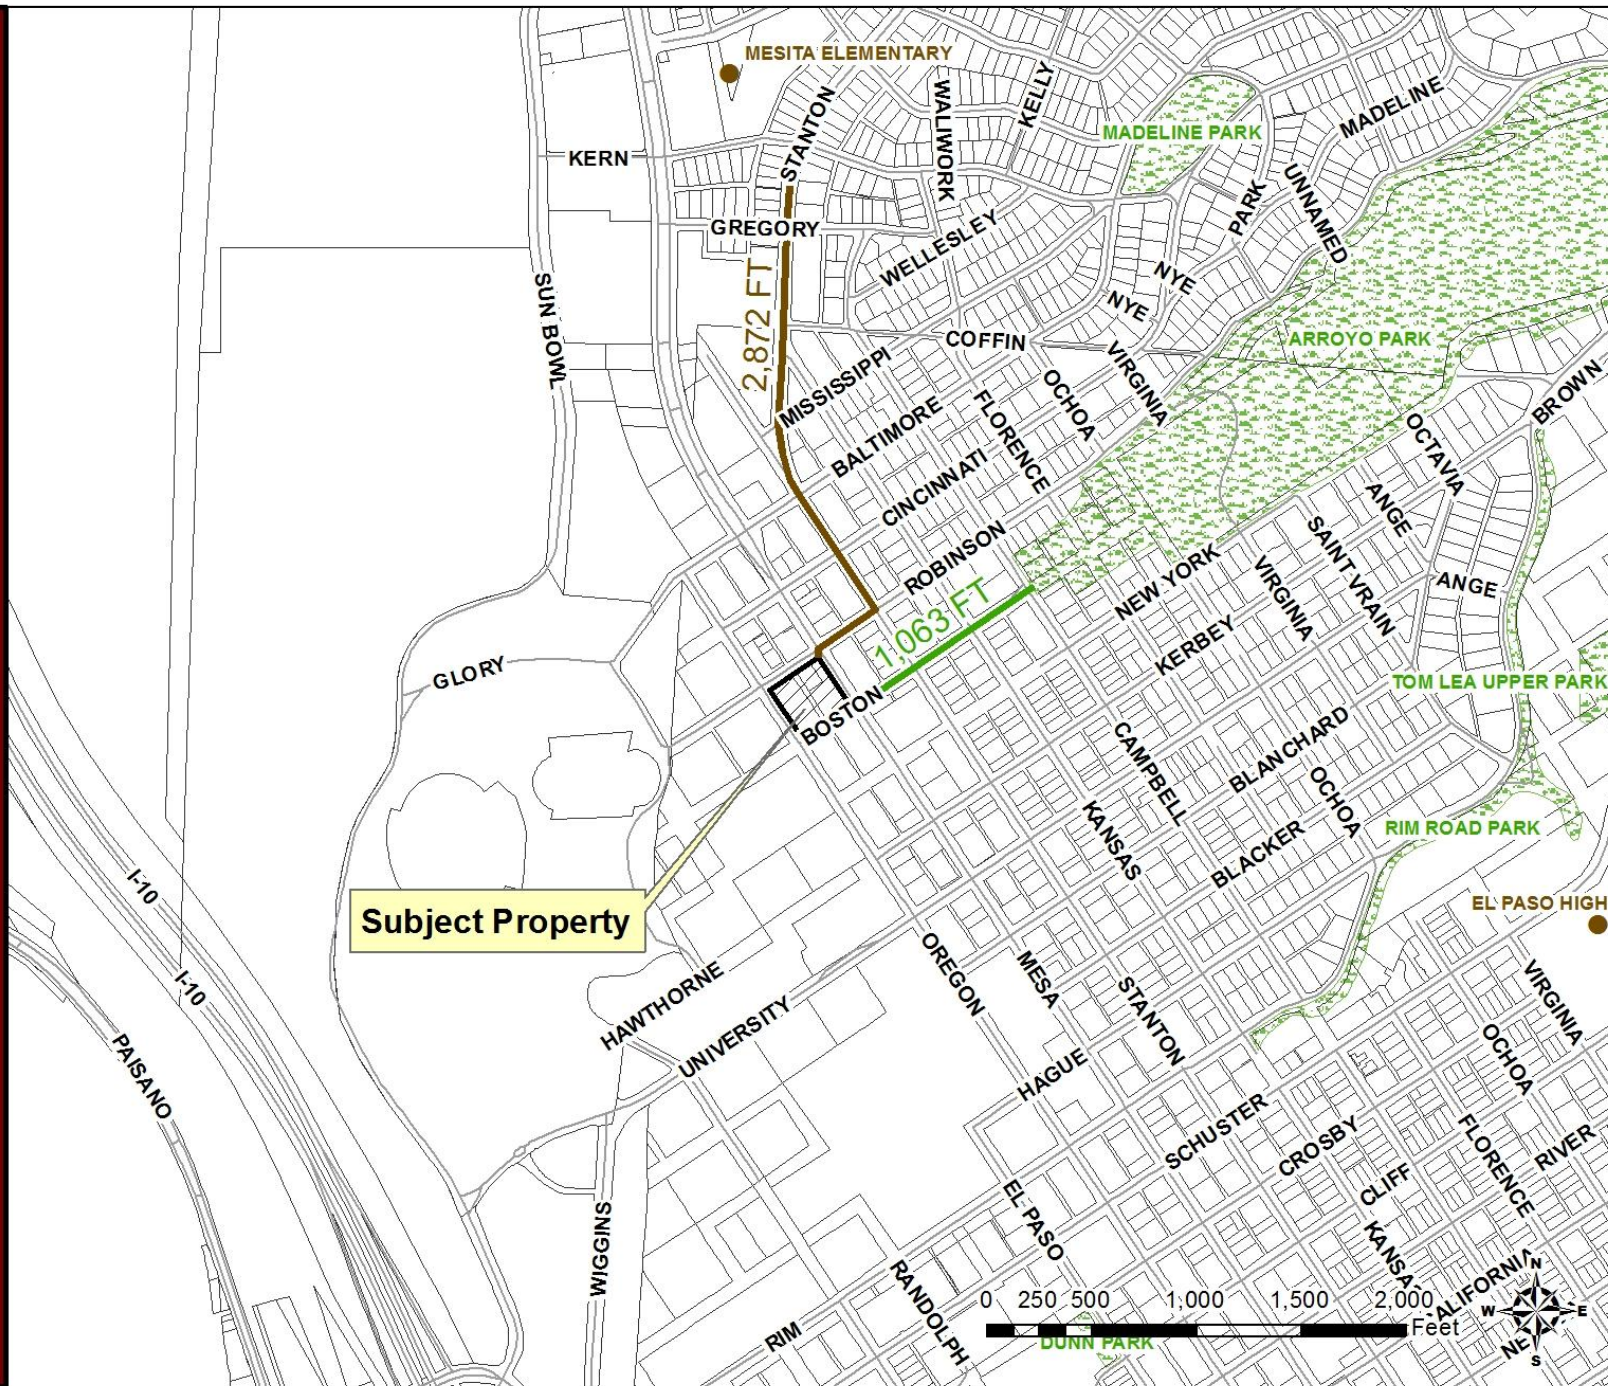 MESITA ELEMENTARY
STANTON
WALIWORK
KELLY
MADELINE PARK
MADELINE
KERN
UNNAMED
PARK
GREGORY
WELLESLEY
NYE
NYE
SUN BOWL
2,872 FT
COFFIN
ARROYO PARK
MISSISSIPPI
VIRGINIA
OCHOA
BROWN
BALTIMORE
FLORENCE
OCTAVIA
CINCINNATI
ANGE
ROBINSON
SAINT VRAIN
NEW YORK
VIRGINIA
ANGE
1,063 FT
KERBEY
GLORY
TOM LEA UPPER PARK
BOSTON
CAMPBELL
BLANCHARD
OCHOA
KANSAS
RIM ROAD PARK
BLACKER
I-10
Subject Property
EL PASO HIGH
OREGON
MESA
HAWTHORNE
STANTON
VIRGINIA
I-10
UNIVERSITY
OCHOA
PAISANO
HAGUE
SCHUSTER
CROSBY
FLORENCE
RIVER
CLIFF
EL PASO
WIGGINS
KANSAS
RANDOLPH
ALIFORNIA
RIM
0 250 500 1,000 1,500 2,000
Feet
DUNN PARK
NE
N
W E
S